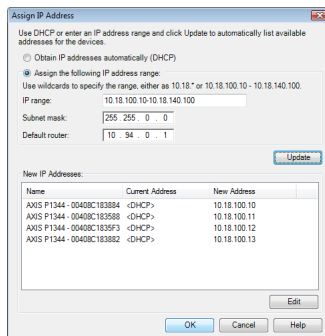 Assign IP Address
Use DHCP or enter an IP address range and click Update to automatically list available
addresses for the devices.
Obtain IP addresses automatically (DHCP)
Assign the following IP address range:
Use wildcards to specify the range, either as 10.18.* or 10.18.100.10 - 10.18.140.100.
IP range: 10.18.100.10-10.18.140.100
Subnet mask: 255 . 255 . 0 . 0
Default router: 10 . 94 . 0 . 1
Update
New IP Addresses:
Name Current Address New Address
AXIS P1344 - 00408C183884 <DHCP> 10.18.100.10
AXIS P1344 - 00408C183588 <DHCP> 10.18.100.11
AXIS P1344 - 00408C1835F3 <DHCP> 10.18.100.12
AXIS P1344 - 00408C183882 <DHCP> 10.18.100.13
Edit
OK Cancel Help